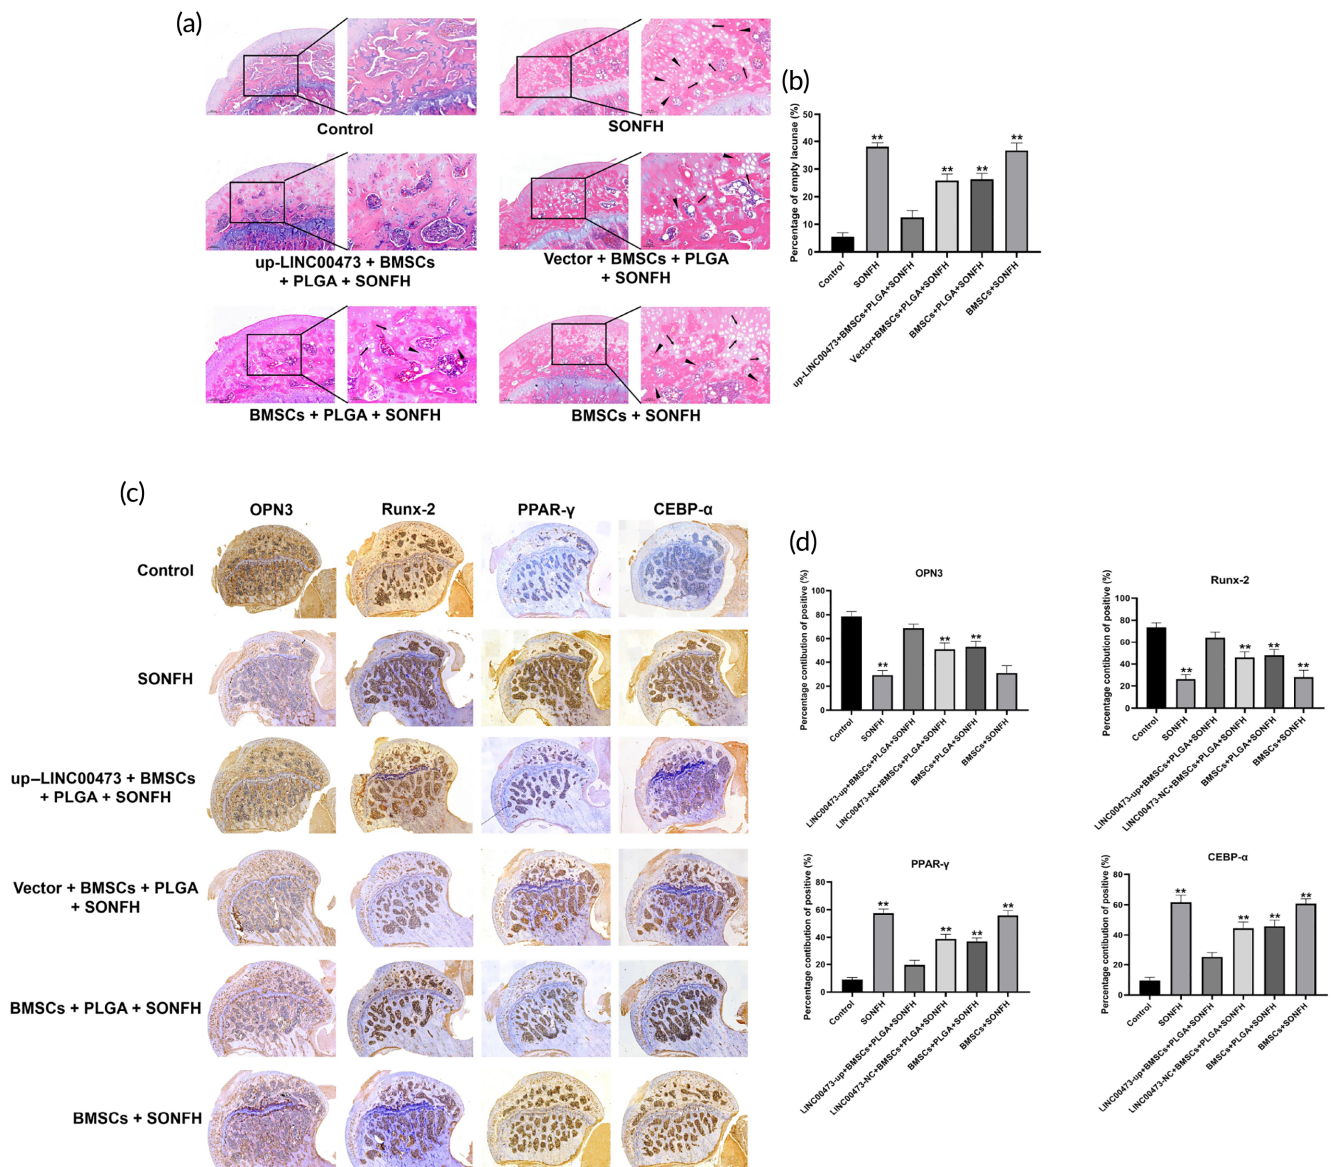 (a)
Control
SONFH
up-LINC00473 + BMSCs
+ PLGA + SONFH
Vector + BMSCs + PLGA
+ SONFH
BMSCs + PLGA + SONFH
BMSCs + SONFH
(b)
Percentage of empty lacunae (%)
50
40
30
20
10
0
**
**
**
**
Control
SONFH
up-LINC00473+BMSCs+PLGA+SONFH
Vector+BMSCs+PLGA+SONFH
BMSCs+PLGA+SONFH
BMSCs+SONFH
(c)
OPN3
Runx-2
PPAR-γ
CEBP-α
Control
SONFH
up–LINC00473 + BMSCs
+ PLGA + SONFH
Vector + BMSCs + PLGA
+ SONFH
BMSCs + PLGA + SONFH
BMSCs + SONFH
(d)
OPN3
Percentage contibution of positive (%)
100
80
60
40
20
0
**
**
**
Control
SONFH
LINC00473-up+BMSCs+PLGA+SONFH
LINC00473-NC+BMSCs+PLGA+SONFH
BMSCs+PLGA+SONFH
BMSCs+SONFH
Runx-2
Percentage contibution of positive (%)
100
80
60
40
20
0
**
**
**
**
Control
SONFH
LINC00473-up+BMSCs+PLGA+SONFH
LINC00473-NC+BMSCs+PLGA+SONFH
BMSCs+PLGA+SONFH
BMSCs+SONFH
PPAR-γ
Percentage contibution of positive (%)
80
60
40
20
0
**
**
**
**
Control
SONFH
LINC00473-up+BMSCs+PLGA+SONFH
LINC00473-NC+BMSCs+PLGA+SONFH
BMSCs+PLGA+SONFH
BMSCs+SONFH
CEBP-α
Percentage contibution of positive (%)
80
60
40
20
0
**
**
**
**
Control
SONFH
LINC00473-up+BMSCs+PLGA+SONFH
LINC00473-NC+BMSCs+PLGA+SONFH
BMSCs+PLGA+SONFH
BMSCs+SONFH